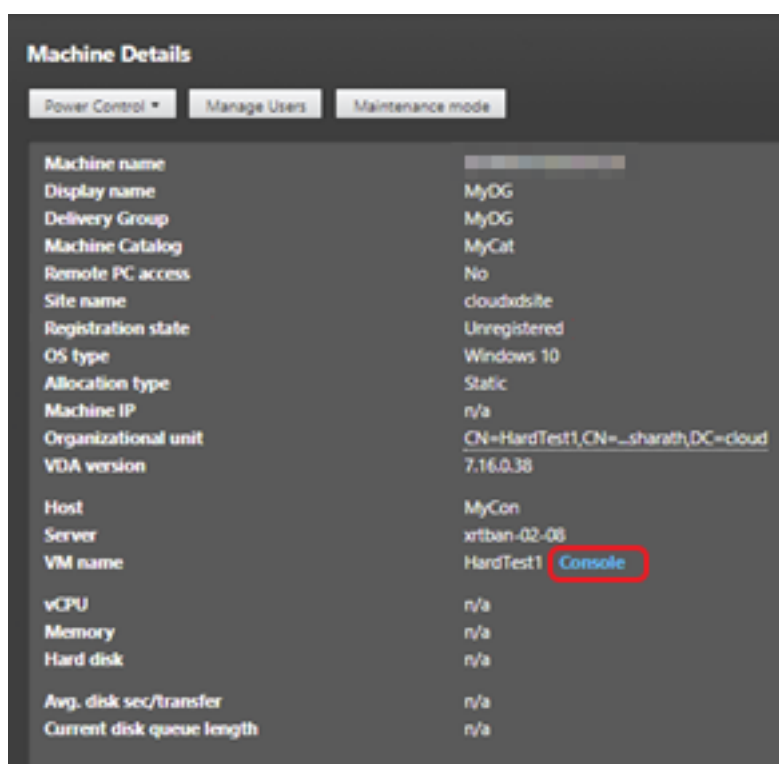 Machine Details
Power Control ▾ Manage Users Maintenance mode
Machine name
Display name MyDG
Delivery Group MyDG
Machine Catalog MyCat
Remote PC access No
Site name cloudxdsite
Registration state Unregistered
OS type Windows 10
Allocation type Static
Machine IP n/a
Organizational unit CN=HardTest1,CN=...sharath,DC=cloud
VDA version 7.16.0.38
Host MyCon
Server xrtban-02-08
VM name HardTest1 Console
vCPU n/a
Memory n/a
Hard disk n/a
Avg. disk sec/transfer n/a
Current disk queue length n/a